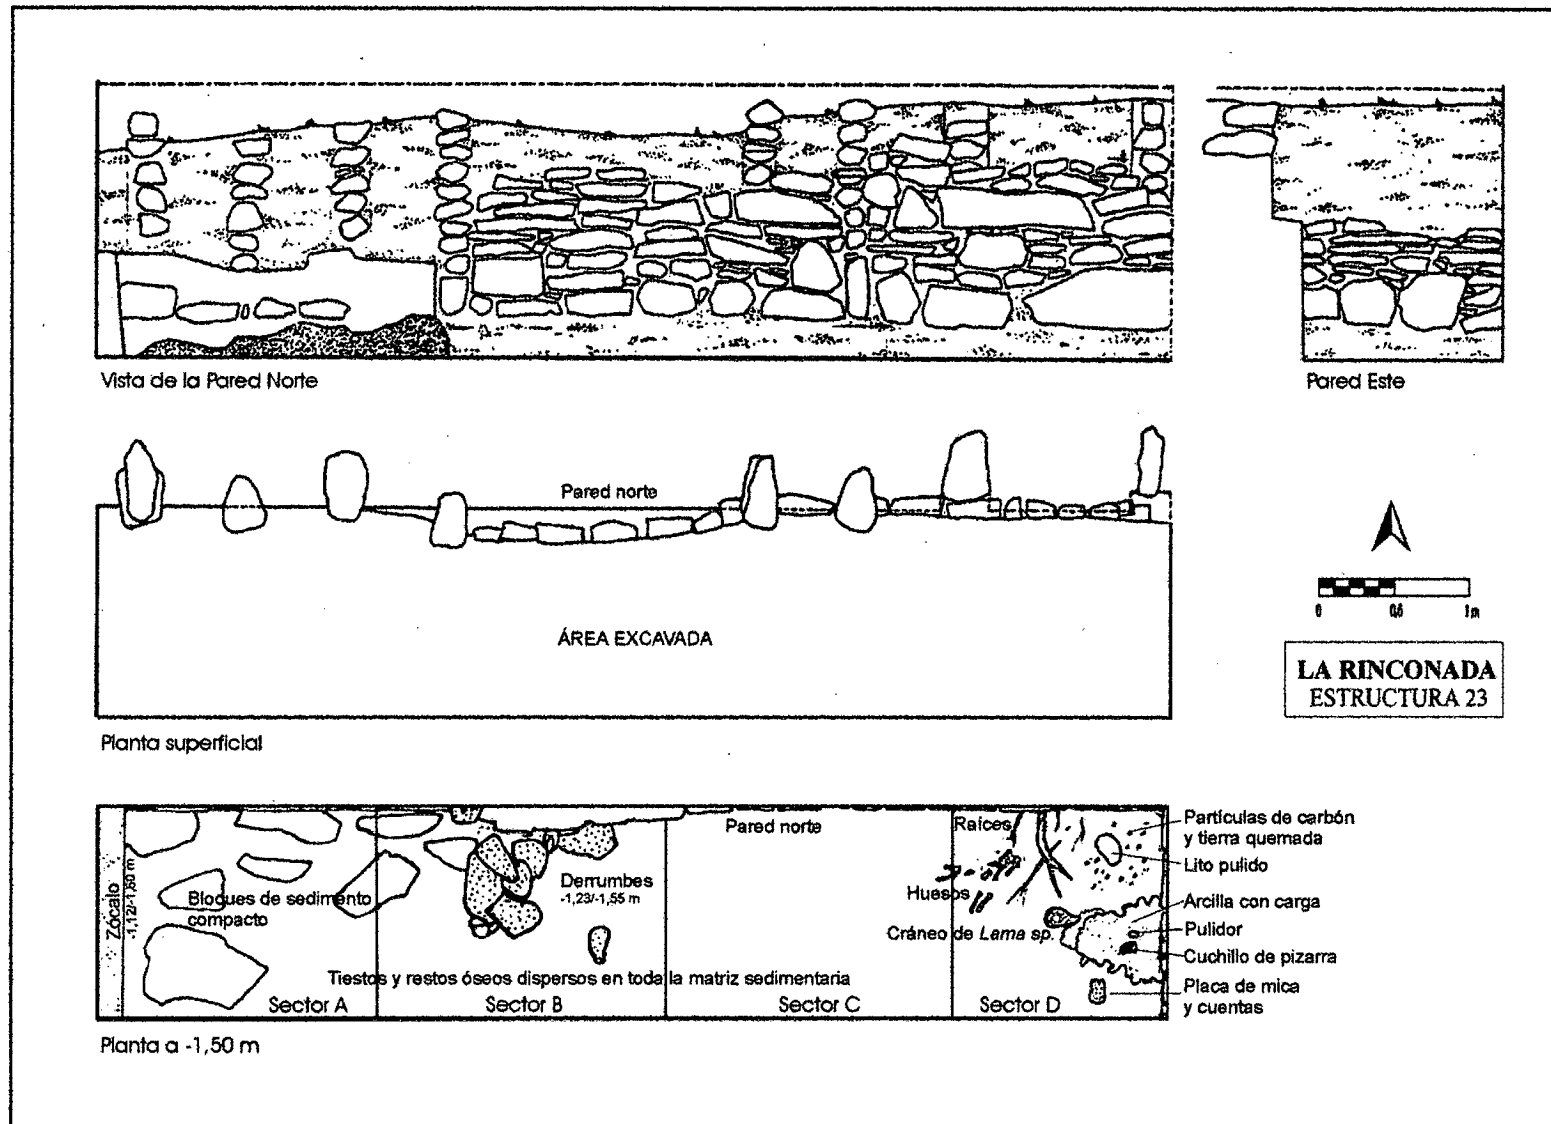 Vista de la Pared Norte
Pared Este
Pared norte
ÁREA EXCAVADA
0 0,5 1 m
LA RINCONADA
ESTRUCTURA 23
Planta superficial
Zócalo
-1,12/-1,60 m
Bloques de sedimento
compacto
Derrumbes
-1,23/-1,55 m
Pared norte
Raíces
Huesos
Cráneo de Lama sp.
Partículas de carbón
y tierra quemada
Lito pulido
Arcilla con carga
Pulidor
Cuchillo de pizarra
Placa de mica
y cuentas
Tiestos y restos óseos dispersos en toda la matriz sedimentaria
Sector A
Sector B
Sector C
Sector D
Planta a -1,50 m